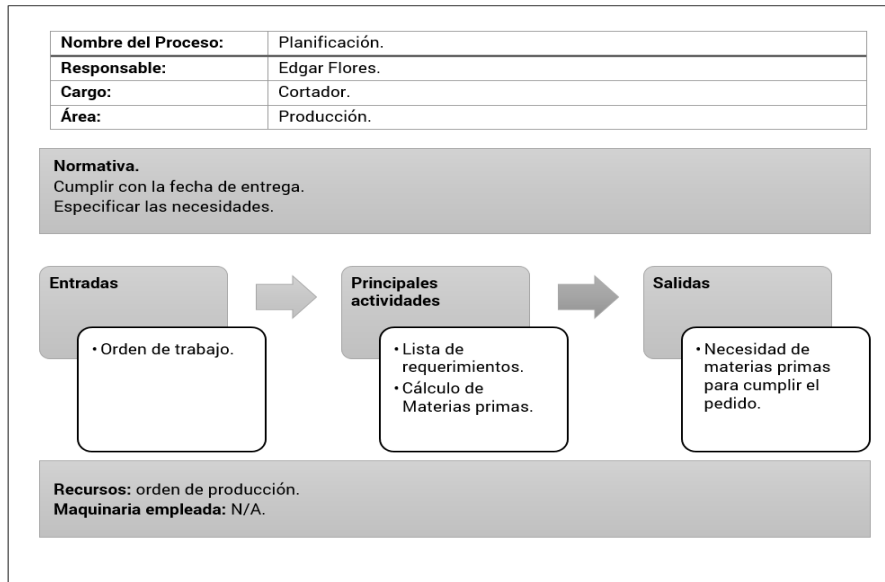 Nombre del Proceso: Planificación.
Responsable: Edgar Flores.
Cargo: Cortador.
Área: Producción.
Normativa.
Cumplir con la fecha de entrega.
Especificar las necesidades.
Entradas
• Orden de trabajo.
Principales
actividades
• Lista de
requerimientos.
• Cálculo de
Materias primas.
Salidas
• Necesidad de
materias primas
para cumplir el
pedido.
Recursos: orden de producción.
Maquinaria empleada: N/A.